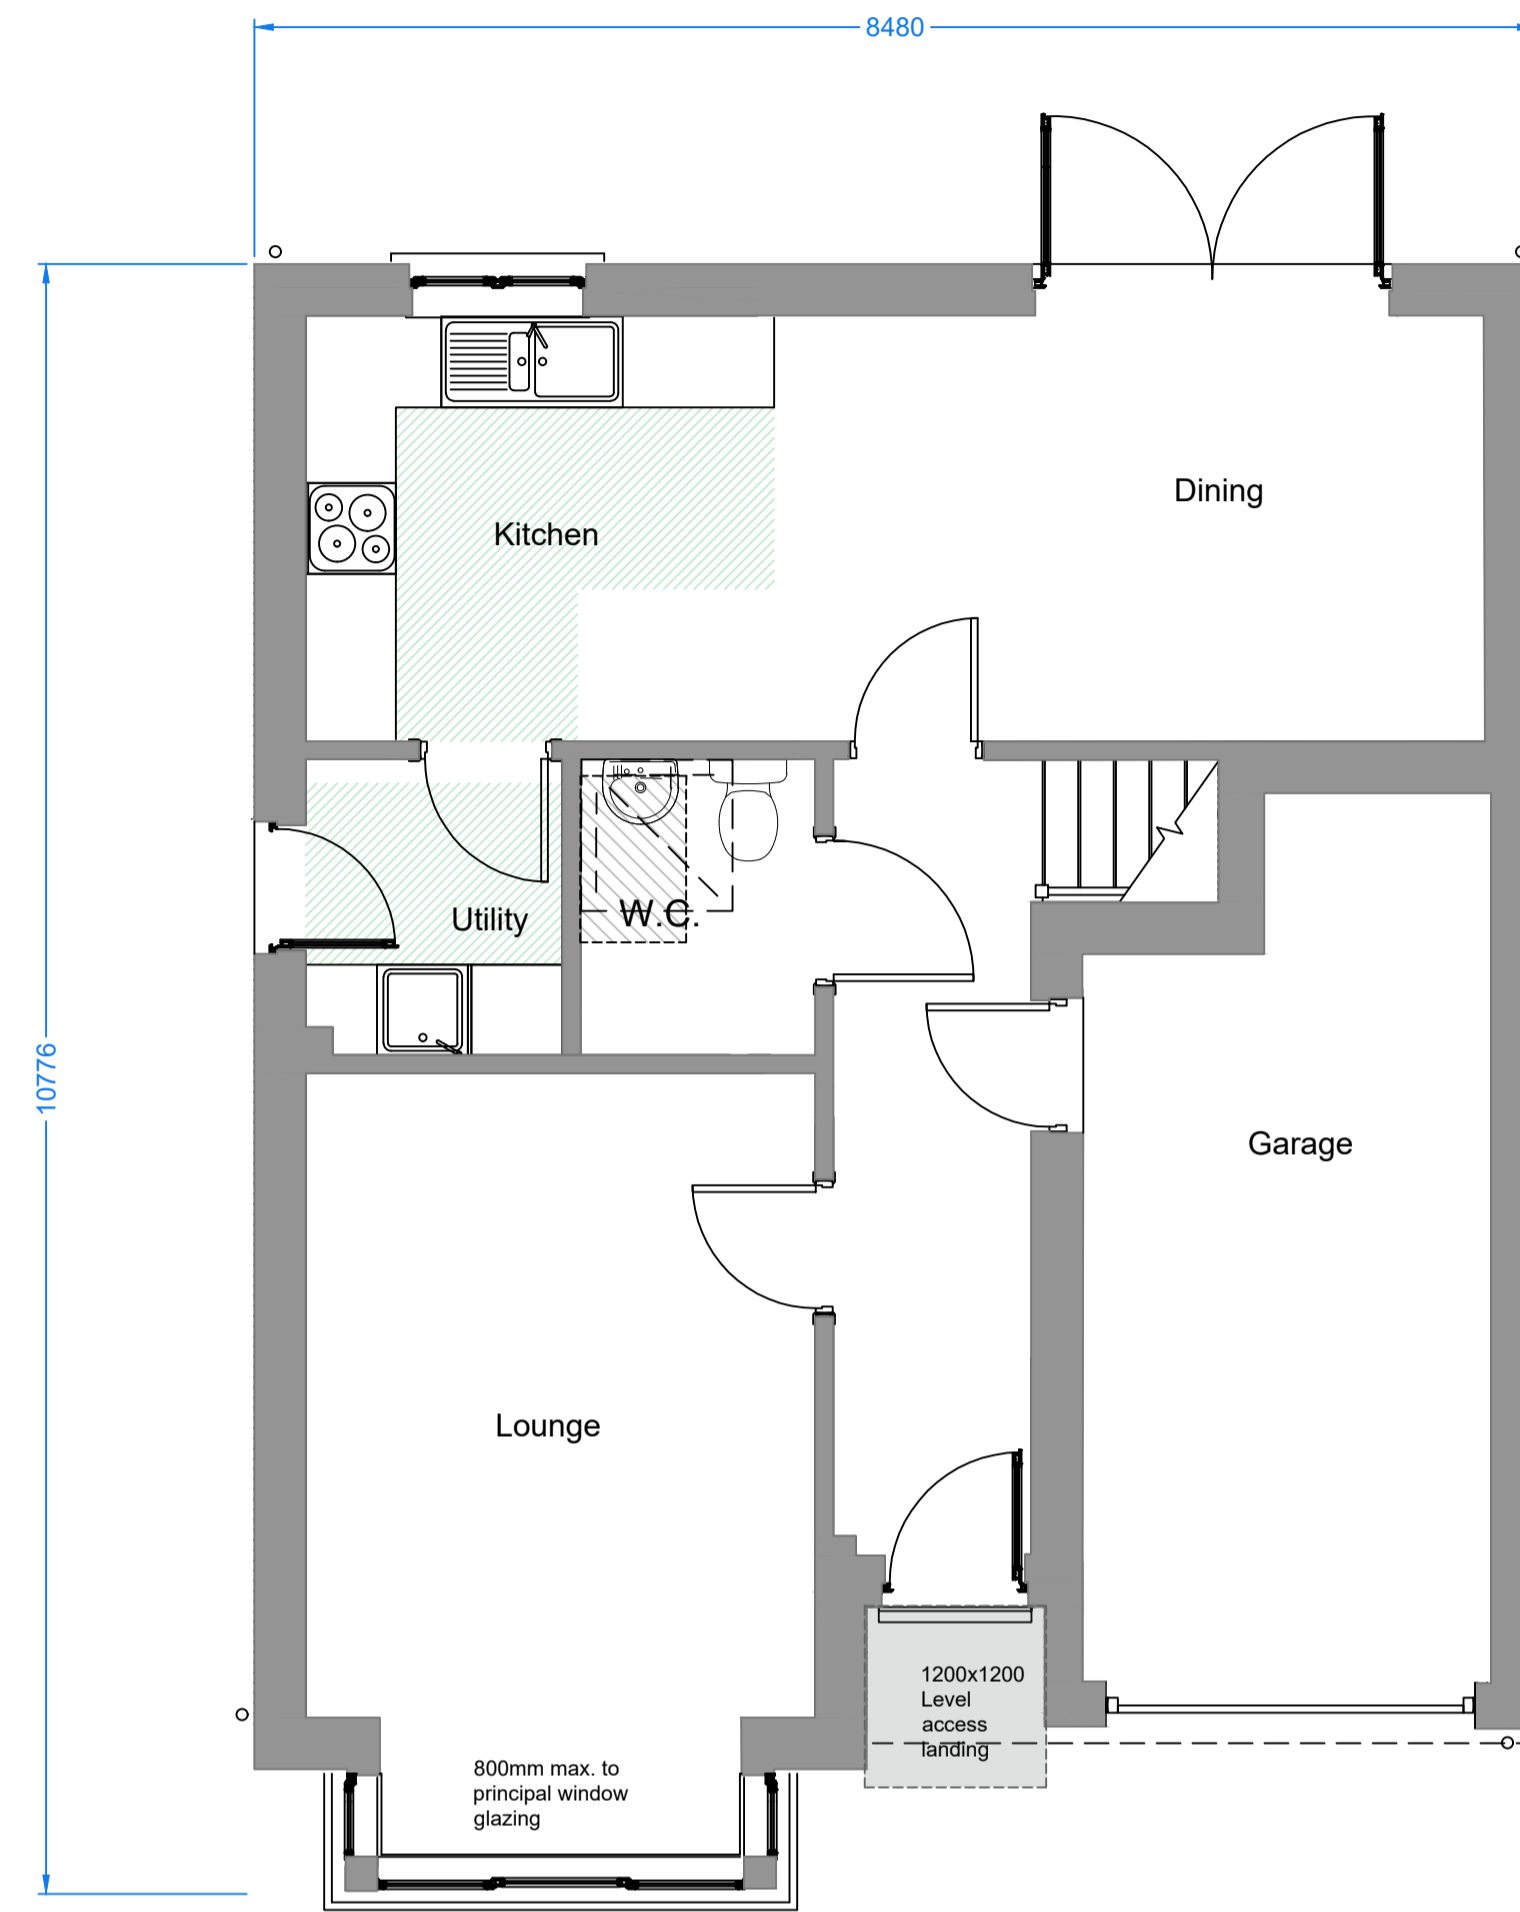 8480
Dining
Kitchen
Utility
W.C.
10776
Garage
Lounge
1200x1200
Level
access
landing
800mm max. to
principal window
glazing